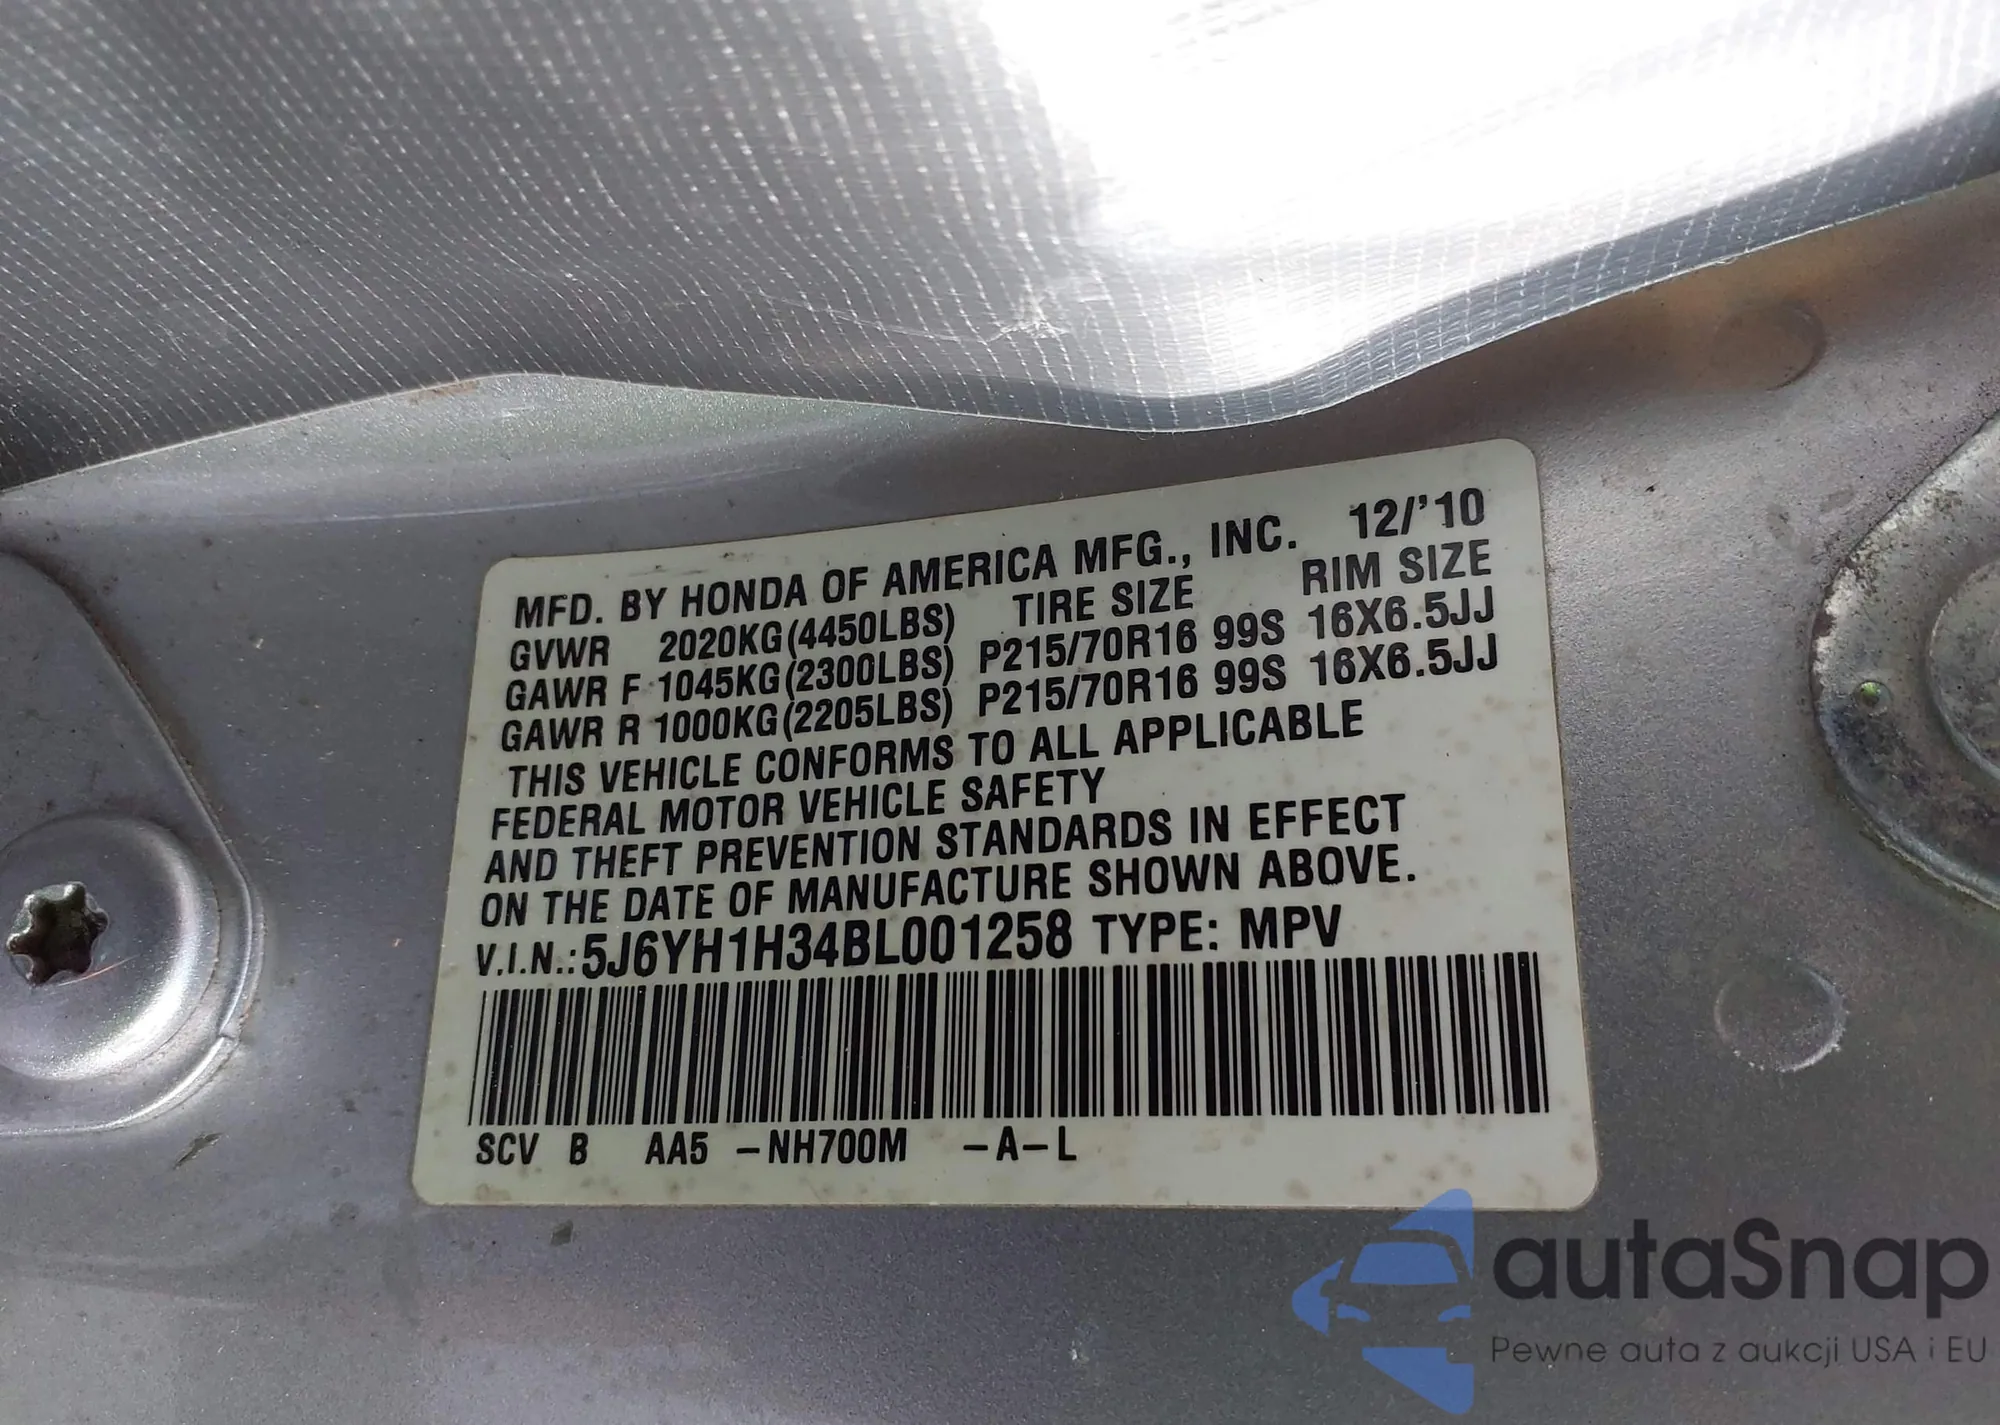 MFD. BY HONDA OF AMERICA MFG., INC. 12/'10
TIRE SIZE RIM SIZE
GVWR 2020KG(4450LBS)
GAWR F 1045KG(2300LBS) P215/70R16 99S 16X6.5JJ
GAWR R 1000KG(2205LBS) P215/70R16 99S 16X6.5JJ
THIS VEHICLE CONFORMS TO ALL APPLICABLE
FEDERAL MOTOR VEHICLE SAFETY
AND THEFT PREVENTION STANDARDS IN EFFECT
ON THE DATE OF MANUFACTURE SHOWN ABOVE.
V.I.N.:5J6YH1H34BL001258 TYPE: MPV
SCV B AA5 -NH700M -A-L
autaSnap
Pewne auta z aukcji USA i EU